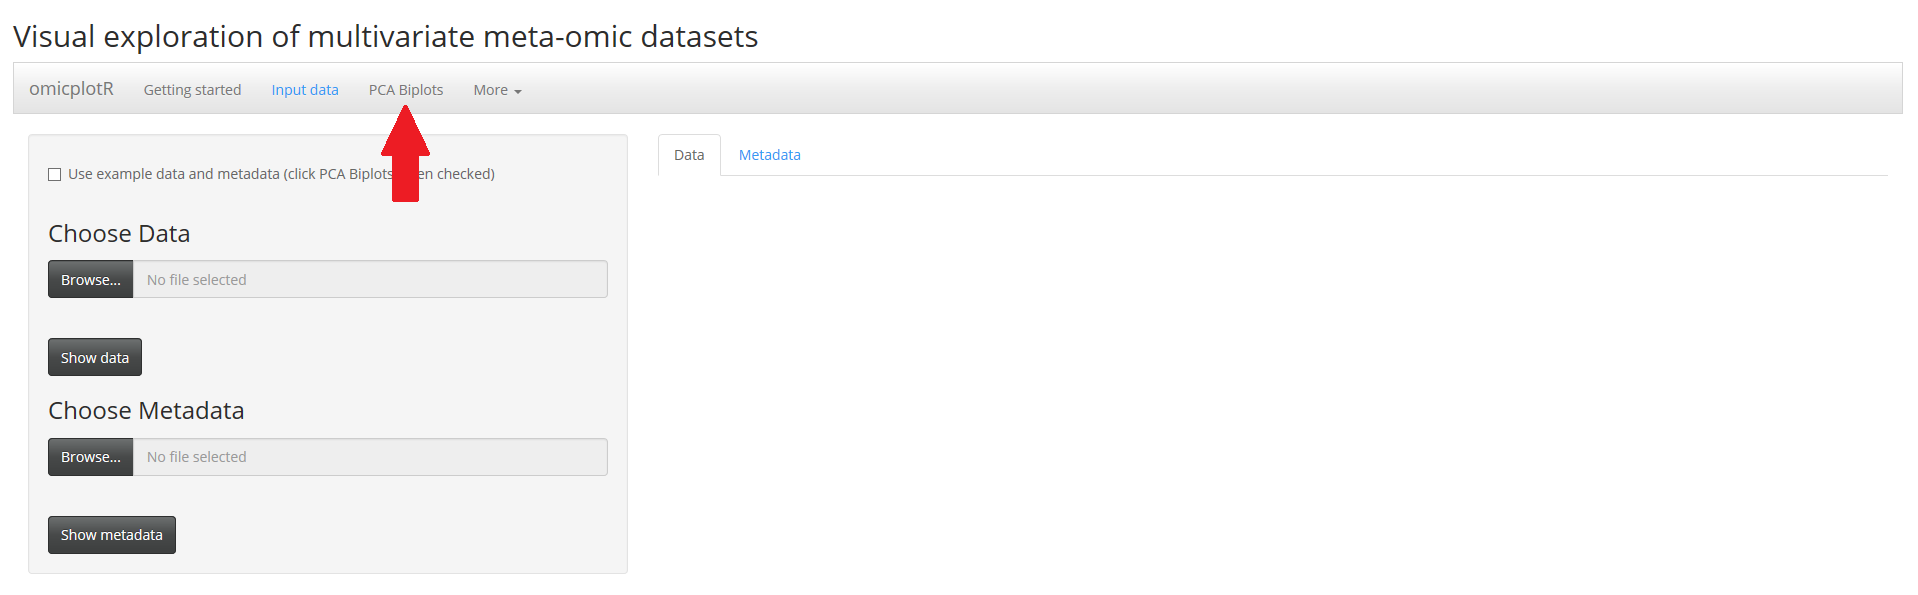 Visual exploration of multivariate meta-omic datasets
omicplotR Getting started Input data PCA Biplots More
Use example data and metadata (click PCA Biplots en checked)
Data Metadata
Choose Data
Browse... No file selected
Show data
Choose Metadata
Browse... No file selected
Show metadata